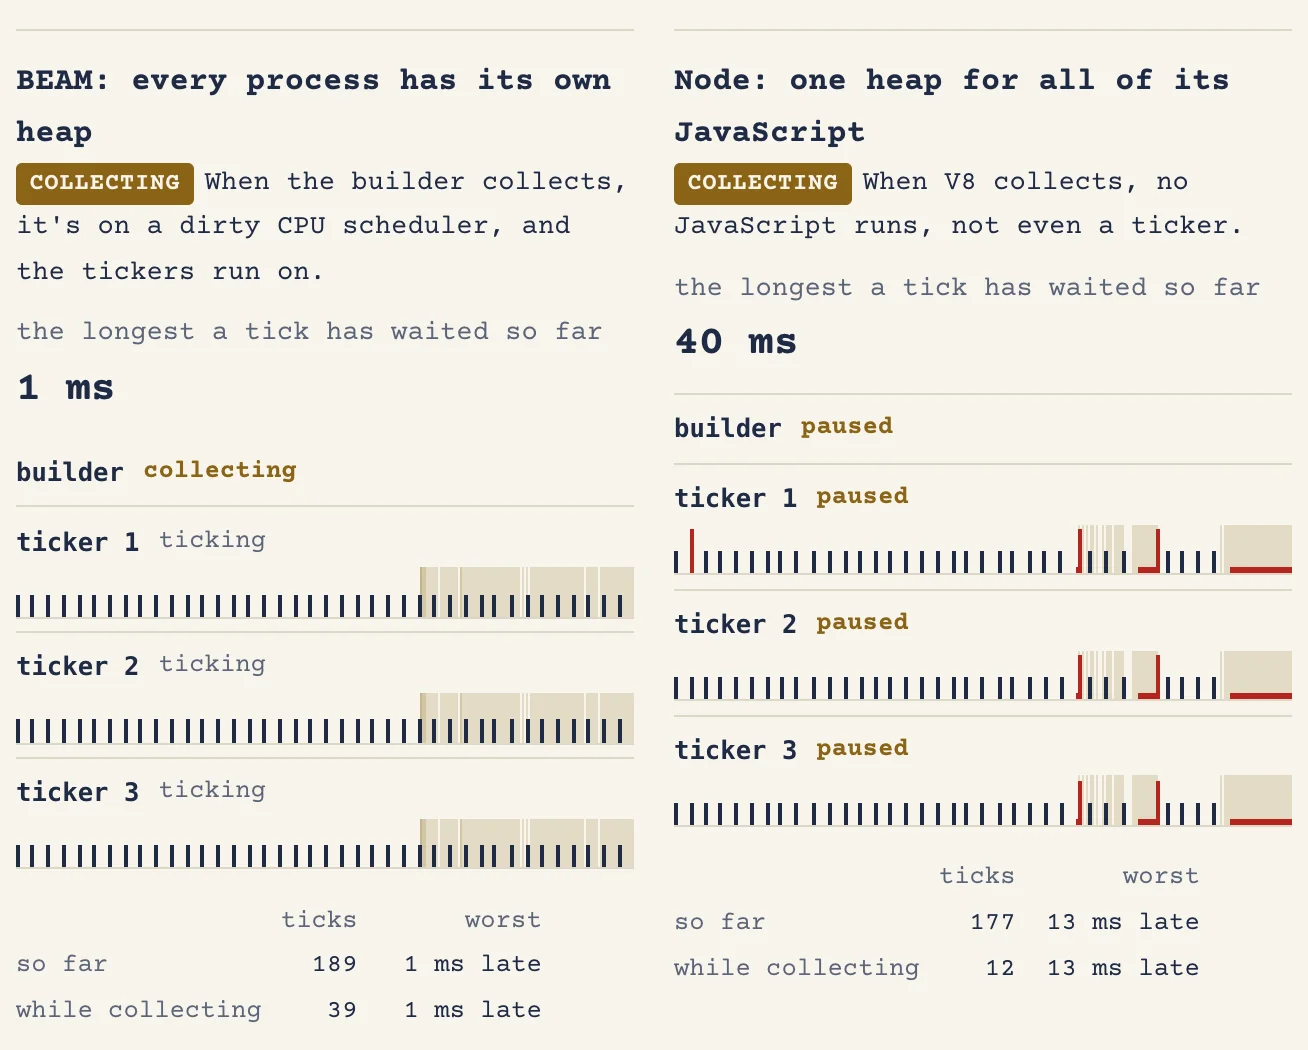 BEAM: every process has its own
heap
COLLECTING When the builder collects,
it's on a dirty CPU scheduler, and
the tickers run on.
the longest a tick has waited so far
1 ms
builder collecting
ticker 1 ticking
ticker 2 ticking
ticker 3 ticking
ticks worst
so far 189 1 ms late
while collecting 39 1 ms late
Node: one heap for all of its
JavaScript
COLLECTING When V8 collects, no
JavaScript runs, not even a ticker.
the longest a tick has waited so far
40 ms
builder paused
ticker 1 paused
ticker 2 paused
ticker 3 paused
ticks worst
so far 177 13 ms late
while collecting 12 13 ms late